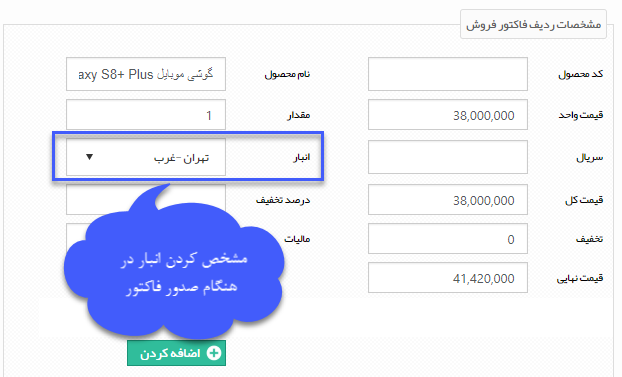 مشخصات ردیف فاکتور فروش
کد محصول
نام محصول گوشی موبایل axy S8+ Plus
قیمت واحد 38,000,000 مقدار 1
سریال
انبار تهران -غرب
قیمت کل 38,000,000 درصد تخفیف
تخفیف 0 مالیات
قیمت نهایی 41,420,000
مشخص کردن انبار در
هنگام صدور فاکتور
اضافه کردن